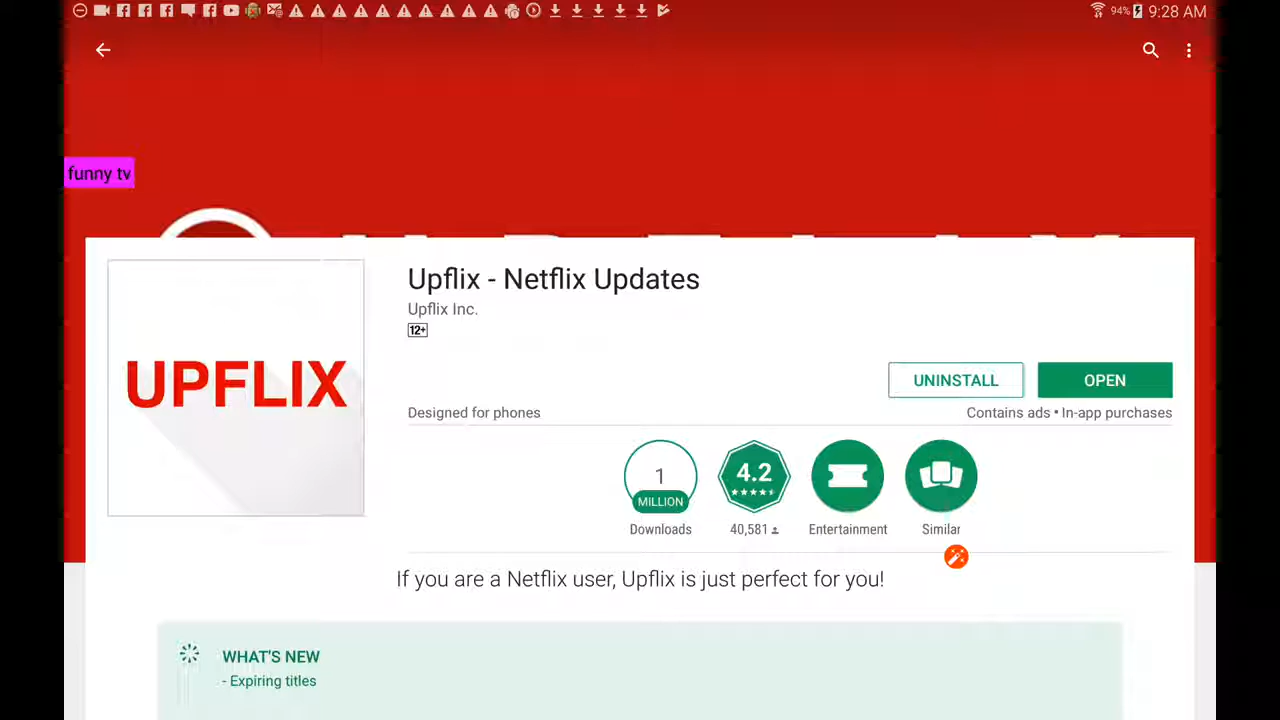 94% 9:28 AM
funny tv
Upflix - Netflix Updates
Upflix Inc.
12+
UPFLIX
UNINSTALL OPEN
Designed for phones Contains ads • In-app purchases
1 MILLION
4.2
Downloads 40,581 Entertainment Similar
If you are a Netflix user, Upflix is just perfect for you!
WHAT'S NEW
- Expiring titles